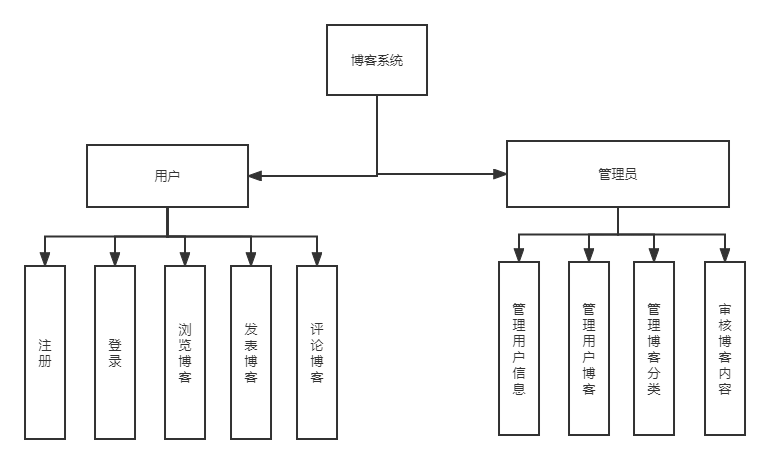 博客系统
用户
管理员
注册
登录
浏览博客
发表博客
评论博客
管理用户信息
管理用户博客
管理博客分类
审核博客内容